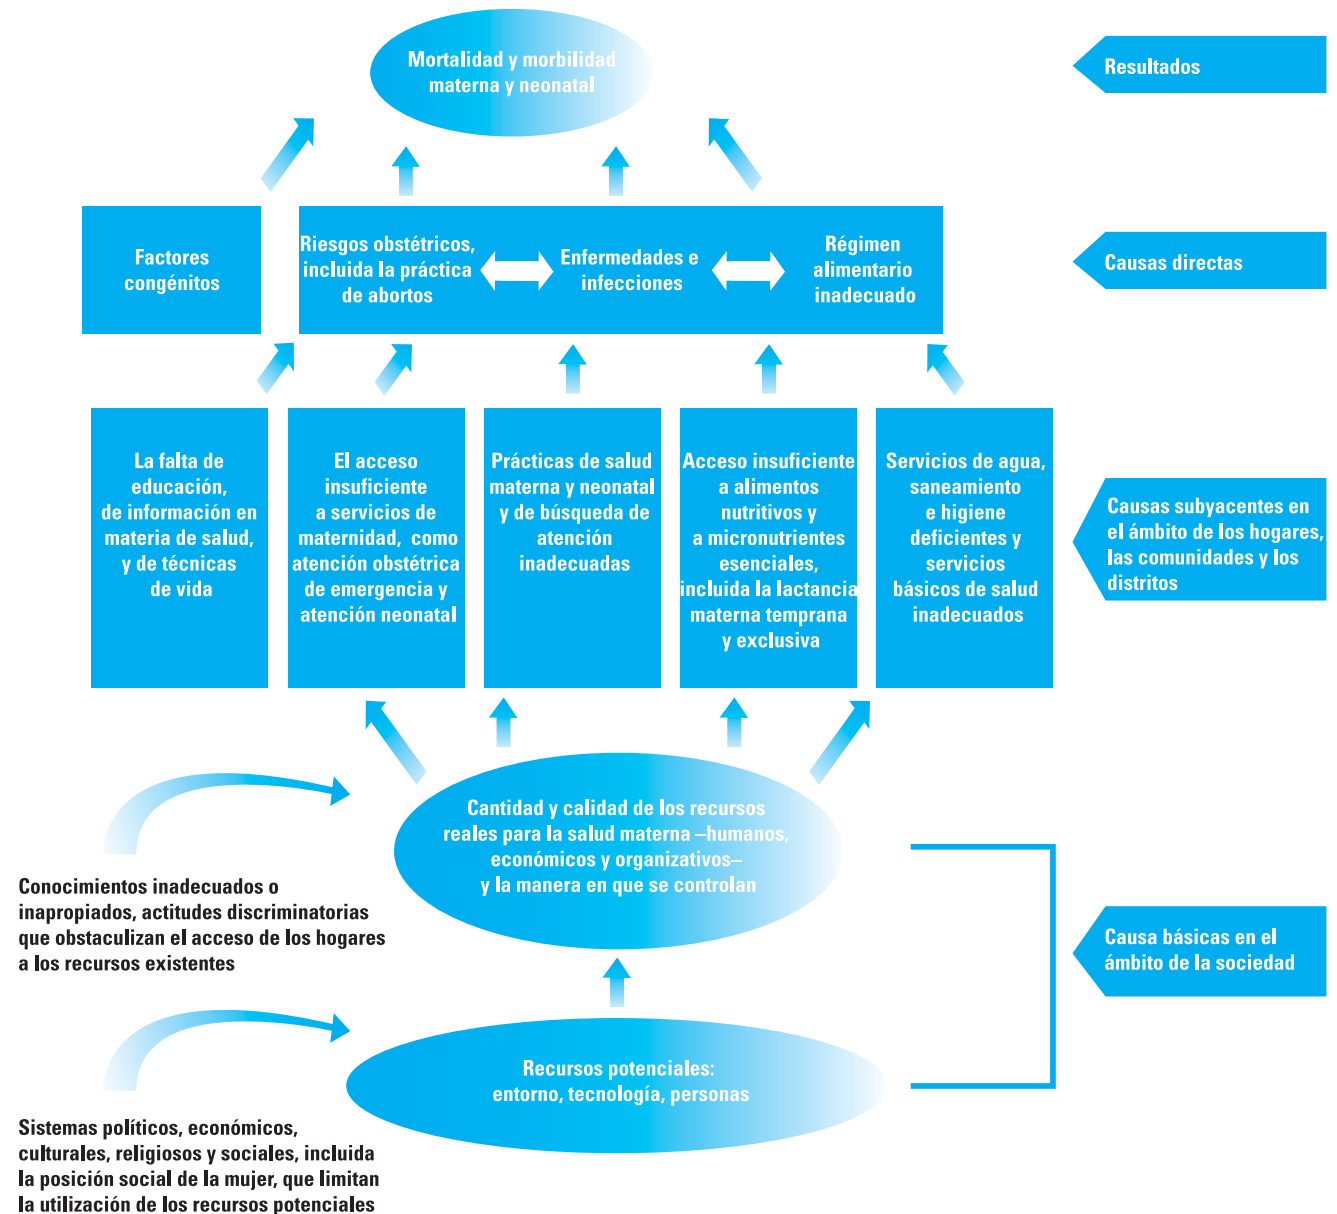 Mortalidad y morbilidad
materna y neonatal
Resultados
Factores
congénitos
Riesgos obstétricos,
incluida la práctica
de abortos
Enfermedades e
infecciones
Régimen
alimentario
inadecuado
Causas directas
La falta de
educación,
de información en
materia de salud,
y de técnicas
de vida
El acceso
insuficiente
a servicios de
maternidad, como
atención obstétrica
de emergencia y
atención neonatal
Prácticas de salud
materna y neonatal
y de búsqueda de
atención
inadecuadas
Acceso insuficiente
a alimentos
nutritivos y
a micronutrientes
esenciales,
incluida la lactancia
materna temprana
y exclusiva
Servicios de agua,
saneamiento
e higiene
deficientes y
servicios
básicos de salud
inadecuados
Causas subyacentes en
el ámbito de los hogares,
las comunidades y los
distritos
Cantidad y calidad de los recursos
reales para la salud materna –humanos,
económicos y organizativos–
y la manera en que se controlan
Conocimientos inadecuados o
inapropiados, actitudes discriminatorias
que obstaculizan el acceso de los hogares
a los recursos existentes
Causa básicas en el
ámbito de la sociedad
Recursos potenciales:
entorno, tecnología, personas
Sistemas políticos, económicos,
culturales, religiosos y sociales, incluida
la posición social de la mujer, que limitan
la utilización de los recursos potenciales